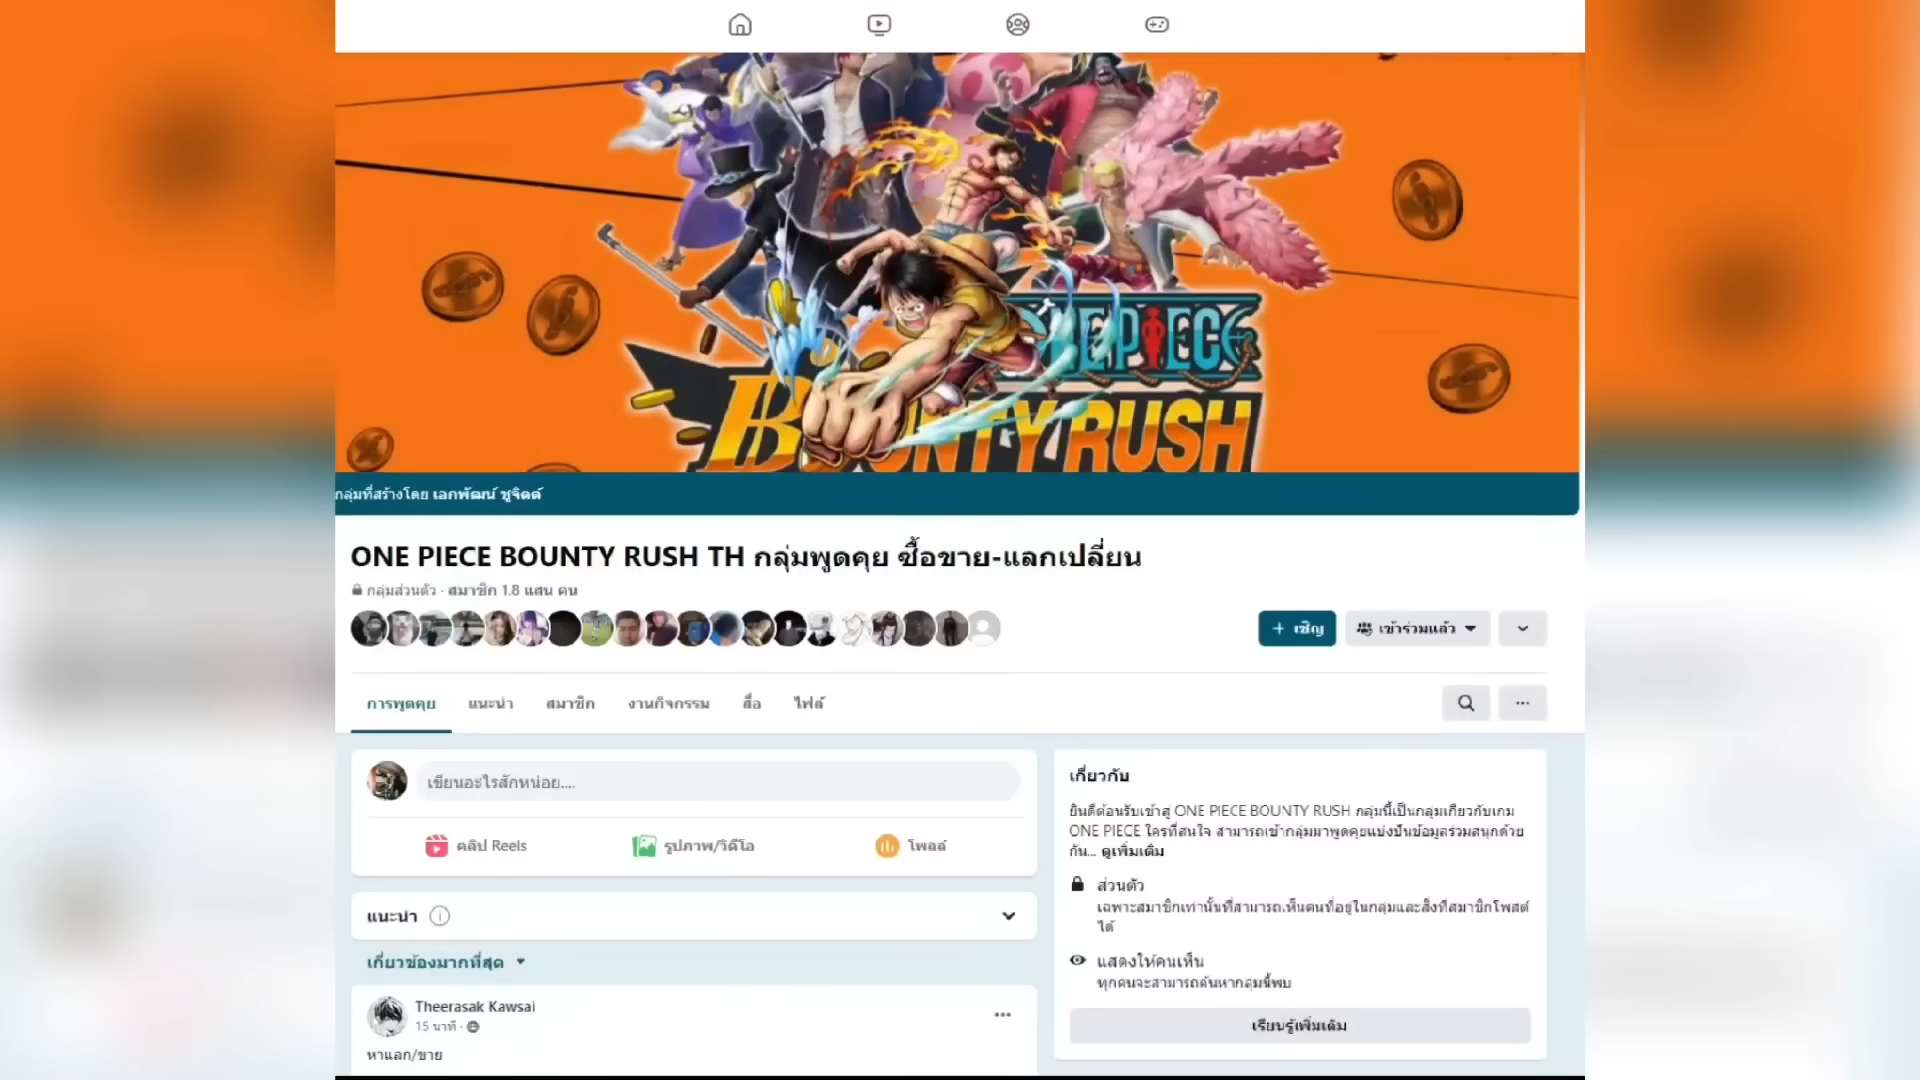 ONE PIECE
BOUNTY RUSH
กลุ่มที่สร้างโดย เอกพัฒน์ ชูจิตต์
ONE PIECE BOUNTY RUSH TH กลุ่มพูดคุย ซื้อขาย-แลกเปลี่ยน
กลุ่มส่วนตัว · สมาชิก 1.8 แสน คน
+ เชิญ
เข้าร่วมแล้ว
การพูดคุย
แนะนำ
สมาชิก
งานกิจกรรม
สื่อ
ไฟล์
เขียนอะไรสักหน่อย....
คลิป Reels
รูปภาพ/วิดีโอ
โพลล์
แนะนำ
เกี่ยวข้องมากที่สุด
Theerasak Kawsai
15 นาที ·
หาแลก/ขาย
เกี่ยวกับ
ยินดีต้อนรับเข้าสู่ ONE PIECE BOUNTY RUSH กลุ่มนี้เป็นกลุ่มเกี่ยวกับเกม
ONE PIECE ใครที่สนใจ สามารถเข้ากลุ่มมาพูดคุยแบ่งปันข้อมูลร่วมสนุกด้วย
กัน... ดูเพิ่มเติม
ส่วนตัว
เฉพาะสมาชิกเท่านั้นที่สามารถเห็นคนที่อยู่ในกลุ่มและสิ่งที่สมาชิกโพสต์
ได้
แสดงให้คนเห็น
ทุกคนจะสามารถค้นหากลุ่มนี้พบ
เรียนรู้เพิ่มเติม